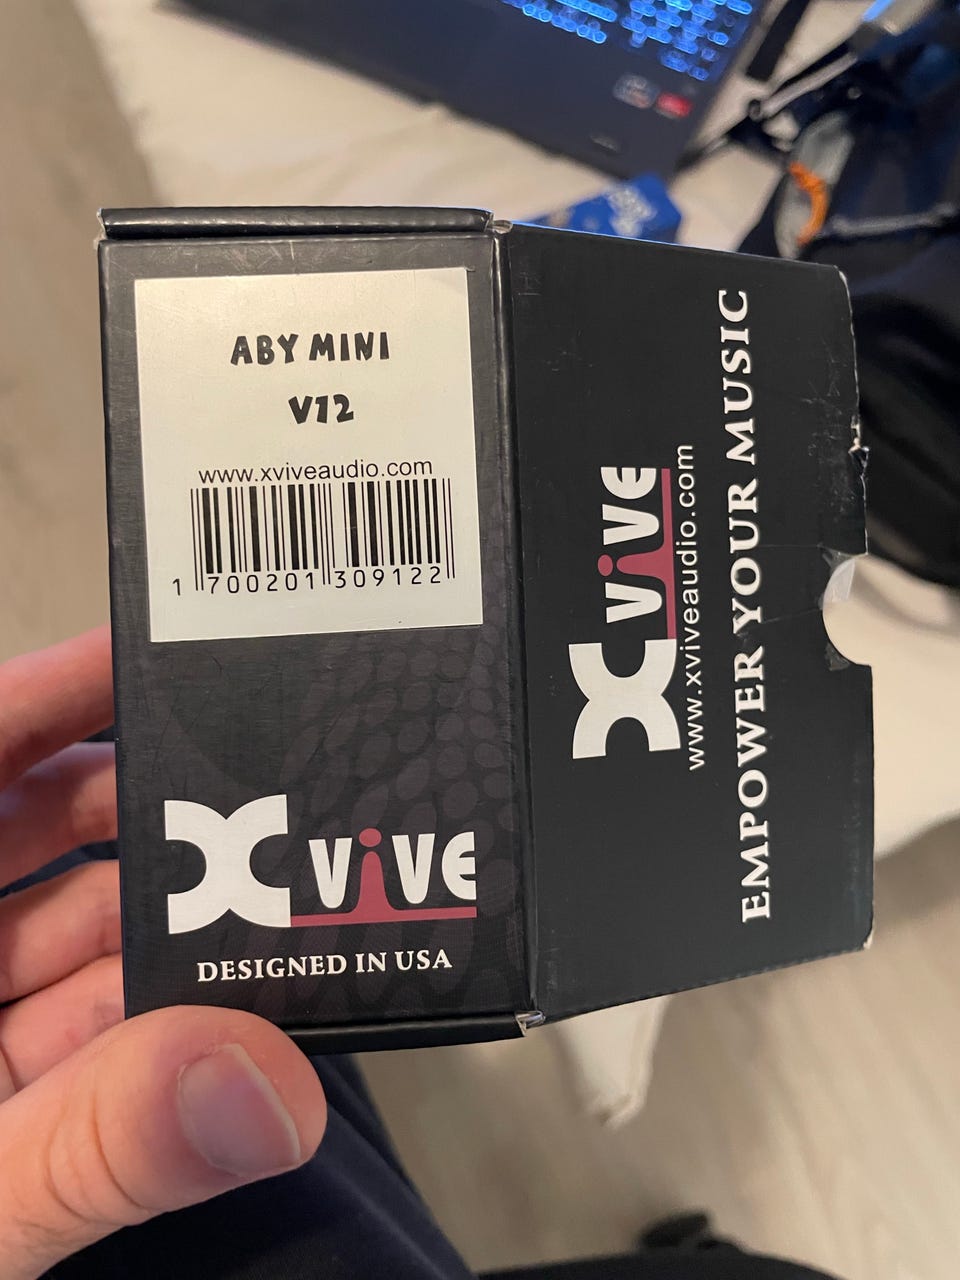 ABY MINI
V12
www.xviveaudio.com
1 700201 309122
XVIVE
DESIGNED IN USA
XVIVE
www.xviveaudio.com
EMPOWER YOUR MUSIC